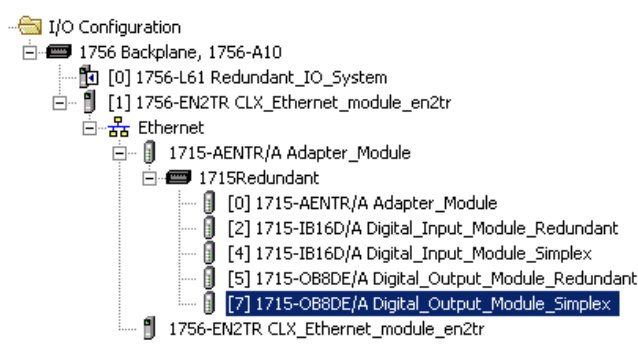 I/O Configuration
1756 Backplane, 1756-A10
[0] 1756-L61 Redundant_IO_System
[1] 1756-EN2TR CLX_Ethernet_module_en2tr
Ethernet
1715-AENTR/A Adapter_Module
1715Redundant
[0] 1715-AENTR/A Adapter_Module
[2] 1715-IB16D/A Digital_Input_Module_Redundant
[4] 1715-IB16D/A Digital_Input_Module_Simplex
[5] 1715-OB8DE/A Digital_Output_Module_Redundant
[7] 1715-OB8DE/A Digital_Output_Module_Simplex
1756-EN2TR CLX_Ethernet_module_en2tr